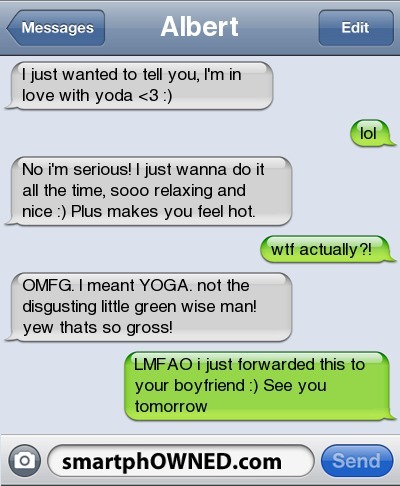 Messages
Albert
Edit
I just wanted to tell you, I'm in
love with yoda <3 :)
lol
No i'm serious! I just wanna do it
all the time, sooo relaxing and
nice :) Plus makes you feel hot.
wtf actually?!
OMFG. I meant YOGA. not the
disgusting little green wise man!
yew thats so gross!
LMFAO i just forwarded this to
your boyfriend :) See you
tomorrow
smartphOWNED.com
Send